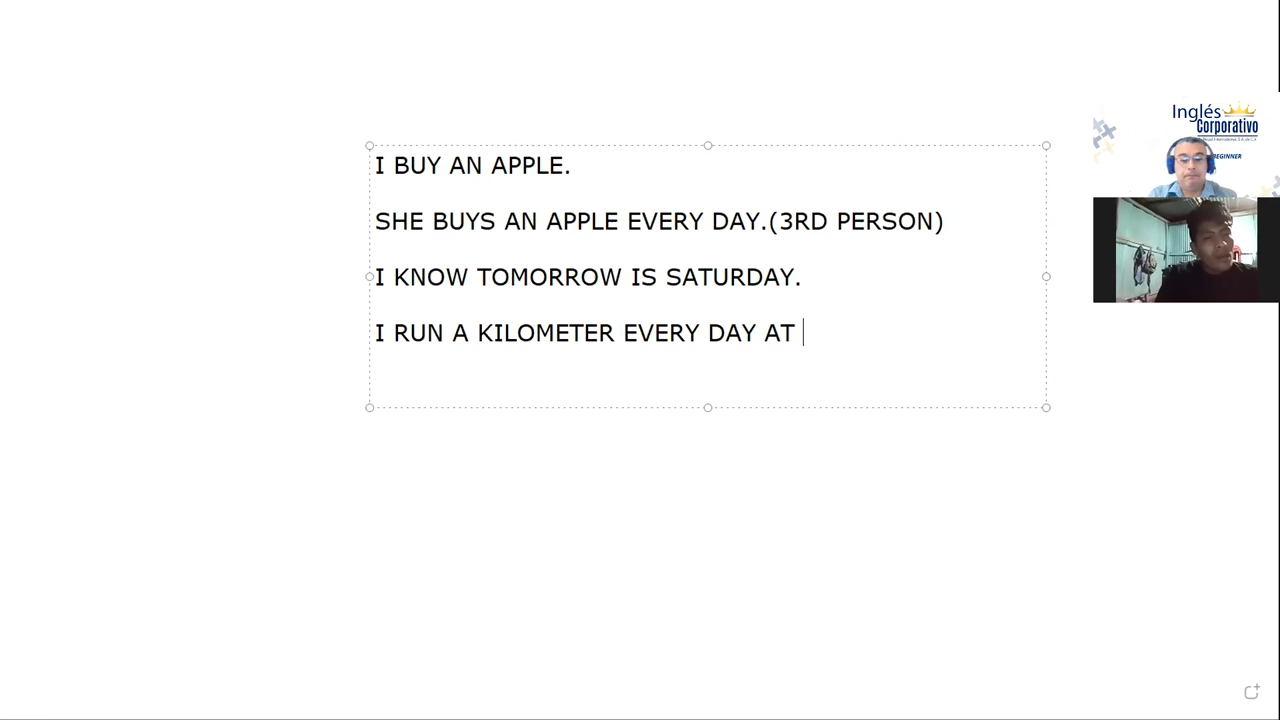 I BUY AN APPLE.
SHE BUYS AN APPLE EVERY DAY.(3RD PERSON)
I KNOW TOMORROW IS SATURDAY.
I RUN A KILOMETER EVERY DAY AT
Inglés
Corporativo
BEGINNER